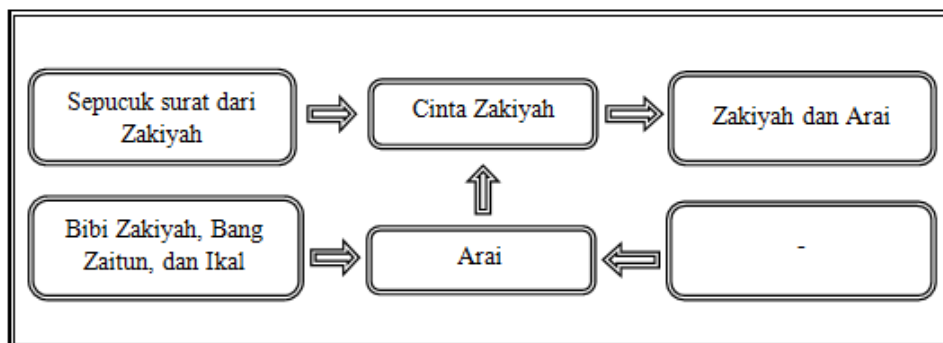 Sepucuk surat dari
Zakiyah
Cinta Zakiyah
Zakiyah dan Arai
Bibi Zakiyah, Bang
Zaitun, dan Ikal
Arai
-